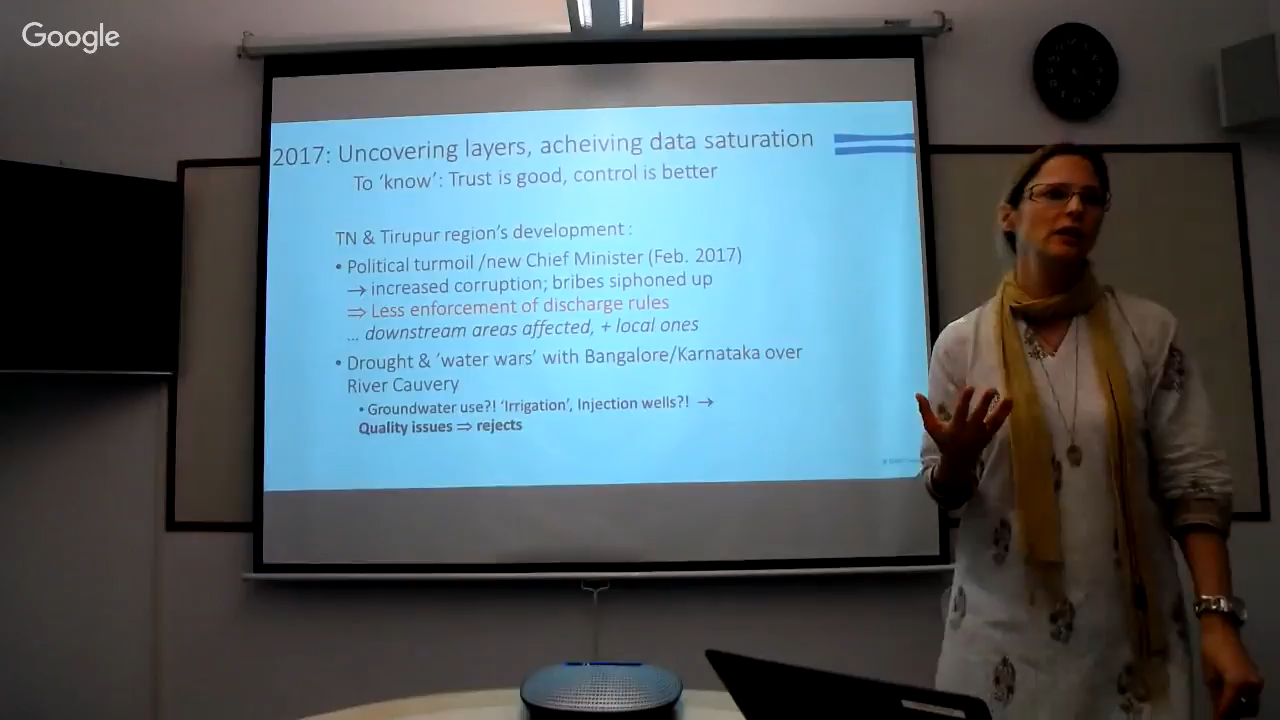 Google
2017: Uncovering layers, acheiving data saturation
To ‘know’: Trust is good, control is better
TN & Tirupur region’s development :
• Political turmoil /new Chief Minister (Feb. 2017)
→ increased corruption; bribes siphoned up
⇒ Less enforcement of discharge rules
… downstream areas affected, + local ones
• Drought & ‘water wars’ with Bangalore/Karnataka over
River Cauvery
• Groundwater use?! ‘Irrigation’, Injection wells?! →
Quality issues ⇒ rejects